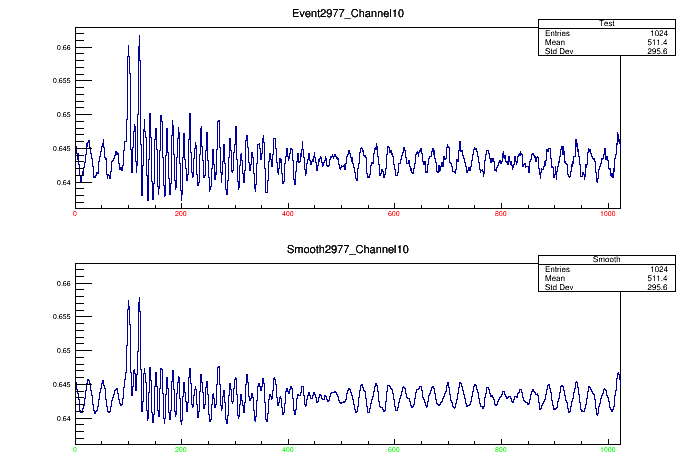 Event2977_Channel10
Test
Entries 1024
Mean 511.4
Std Dev 295.6
0.66
0.655
0.65
0.645
0.64
0 200 400 600 800 1000
Smooth2977_Channel10
Smooth
Entries 1024
Mean 511.4
Std Dev 295.6
0.66
0.655
0.65
0.645
0.64
0 200 400 600 800 1000